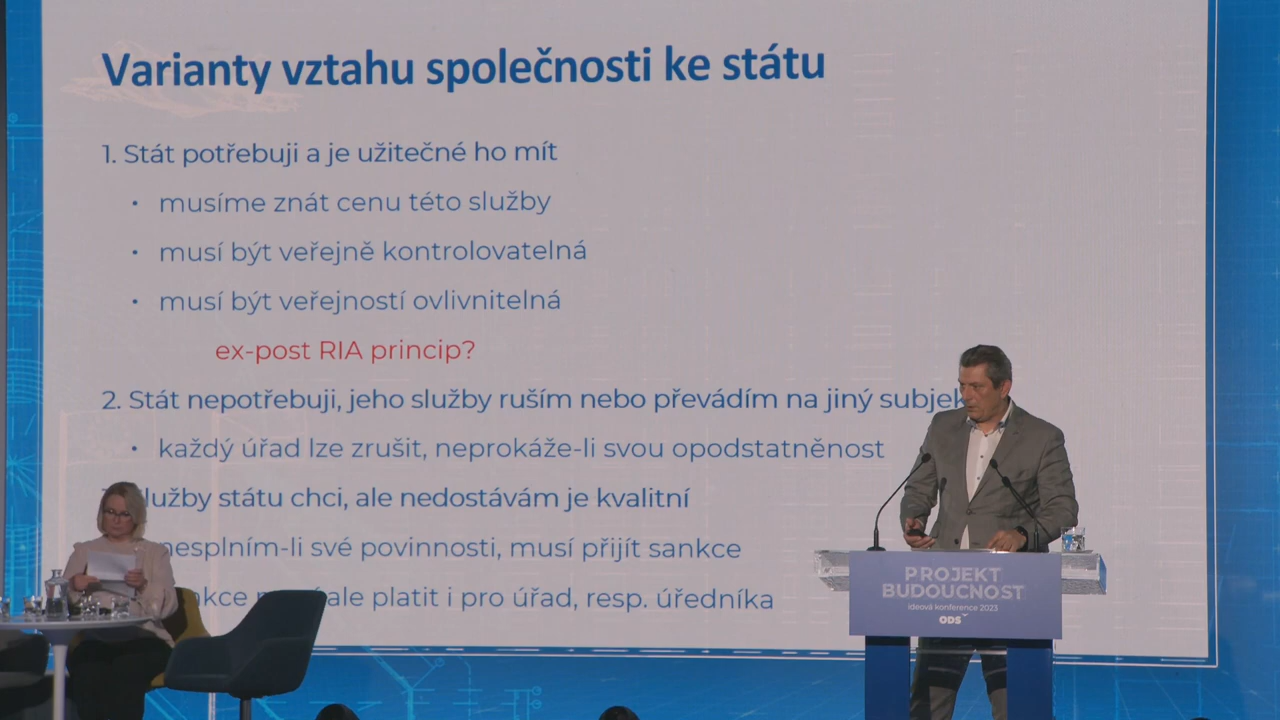 Varianty vztahu společnosti ke státu
1. Stát potřebuji a je užitečné ho mít
• musíme znát cenu této služby
• musí být veřejně kontrolovatelná
• musí být veřejností ovlivnitelná
ex-post RIA princip?
2. Stát nepotřebuji, jeho služby ruším nebo převádím na jiný subjek
• každý úřad lze zrušit, neprokáže-li svou opodstatněnost
lužby státu chci, ale nedostávám je kvalitní
nesplním-li své povinnosti, musí přijít sankce
ale platit i pro úřad, resp. úředníka
PROJEKT
BUDOUCNOST
ideová konference 2023
ODS